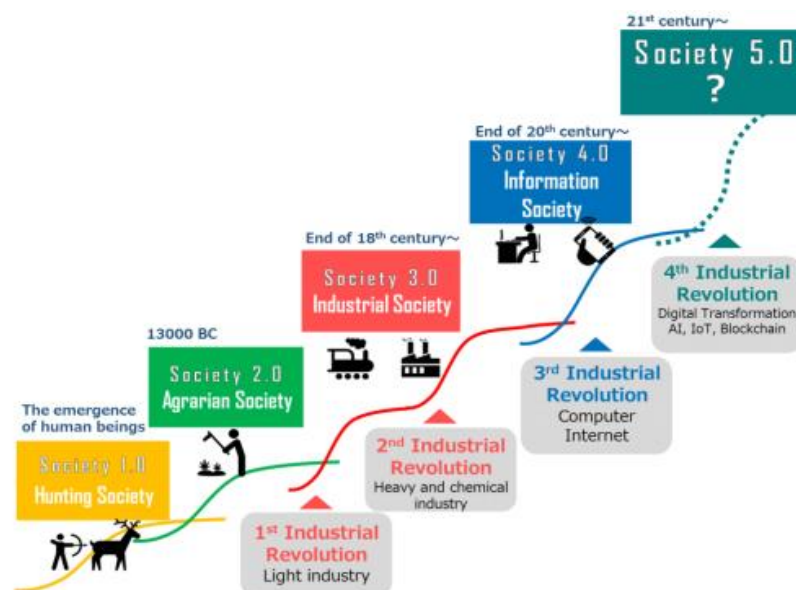 21st century～
Society 5.0
?
End of 20th century～
Society 4.0
Information
Society
End of 18th century～
Society 3.0
Industrial Society
13000 BC
Society 2.0
Agrarian Society
The emergence
of human beings
Society 1.0
Hunting Society
1st Industrial
Revolution
Light industry
2nd Industrial
Revolution
Heavy and chemical
industry
3rd Industrial
Revolution
Computer
Internet
4th Industrial
Revolution
Digital Transformation
AI, IoT, Blockchain